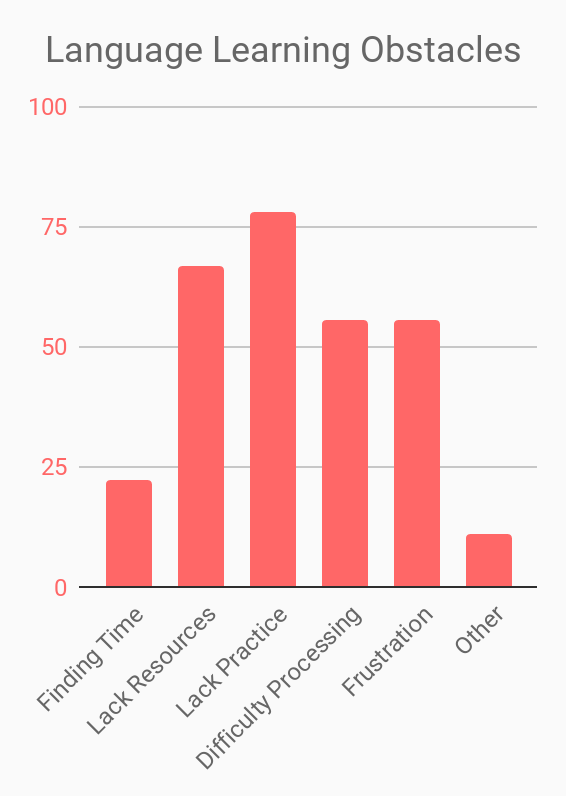 Language Learning Obstacles
100
75
50
25
0
Finding Time
Lack Resources
Lack Practice
Difficulty Processing
Frustration
Other